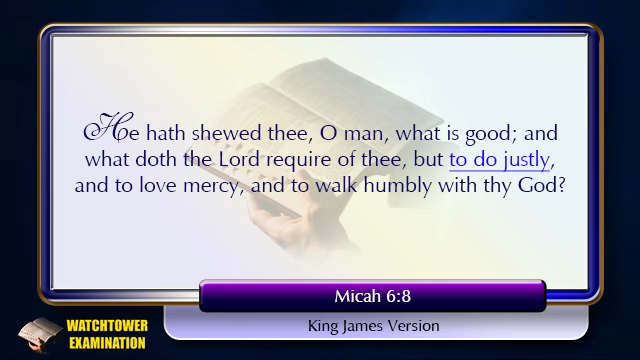 He hath shewed thee, O man, what is good; and
what doth the Lord require of thee, but to do justly,
and to love mercy, and to walk humbly with thy God?
Micah 6:8
King James Version
WATCHTOWER
EXAMINATION